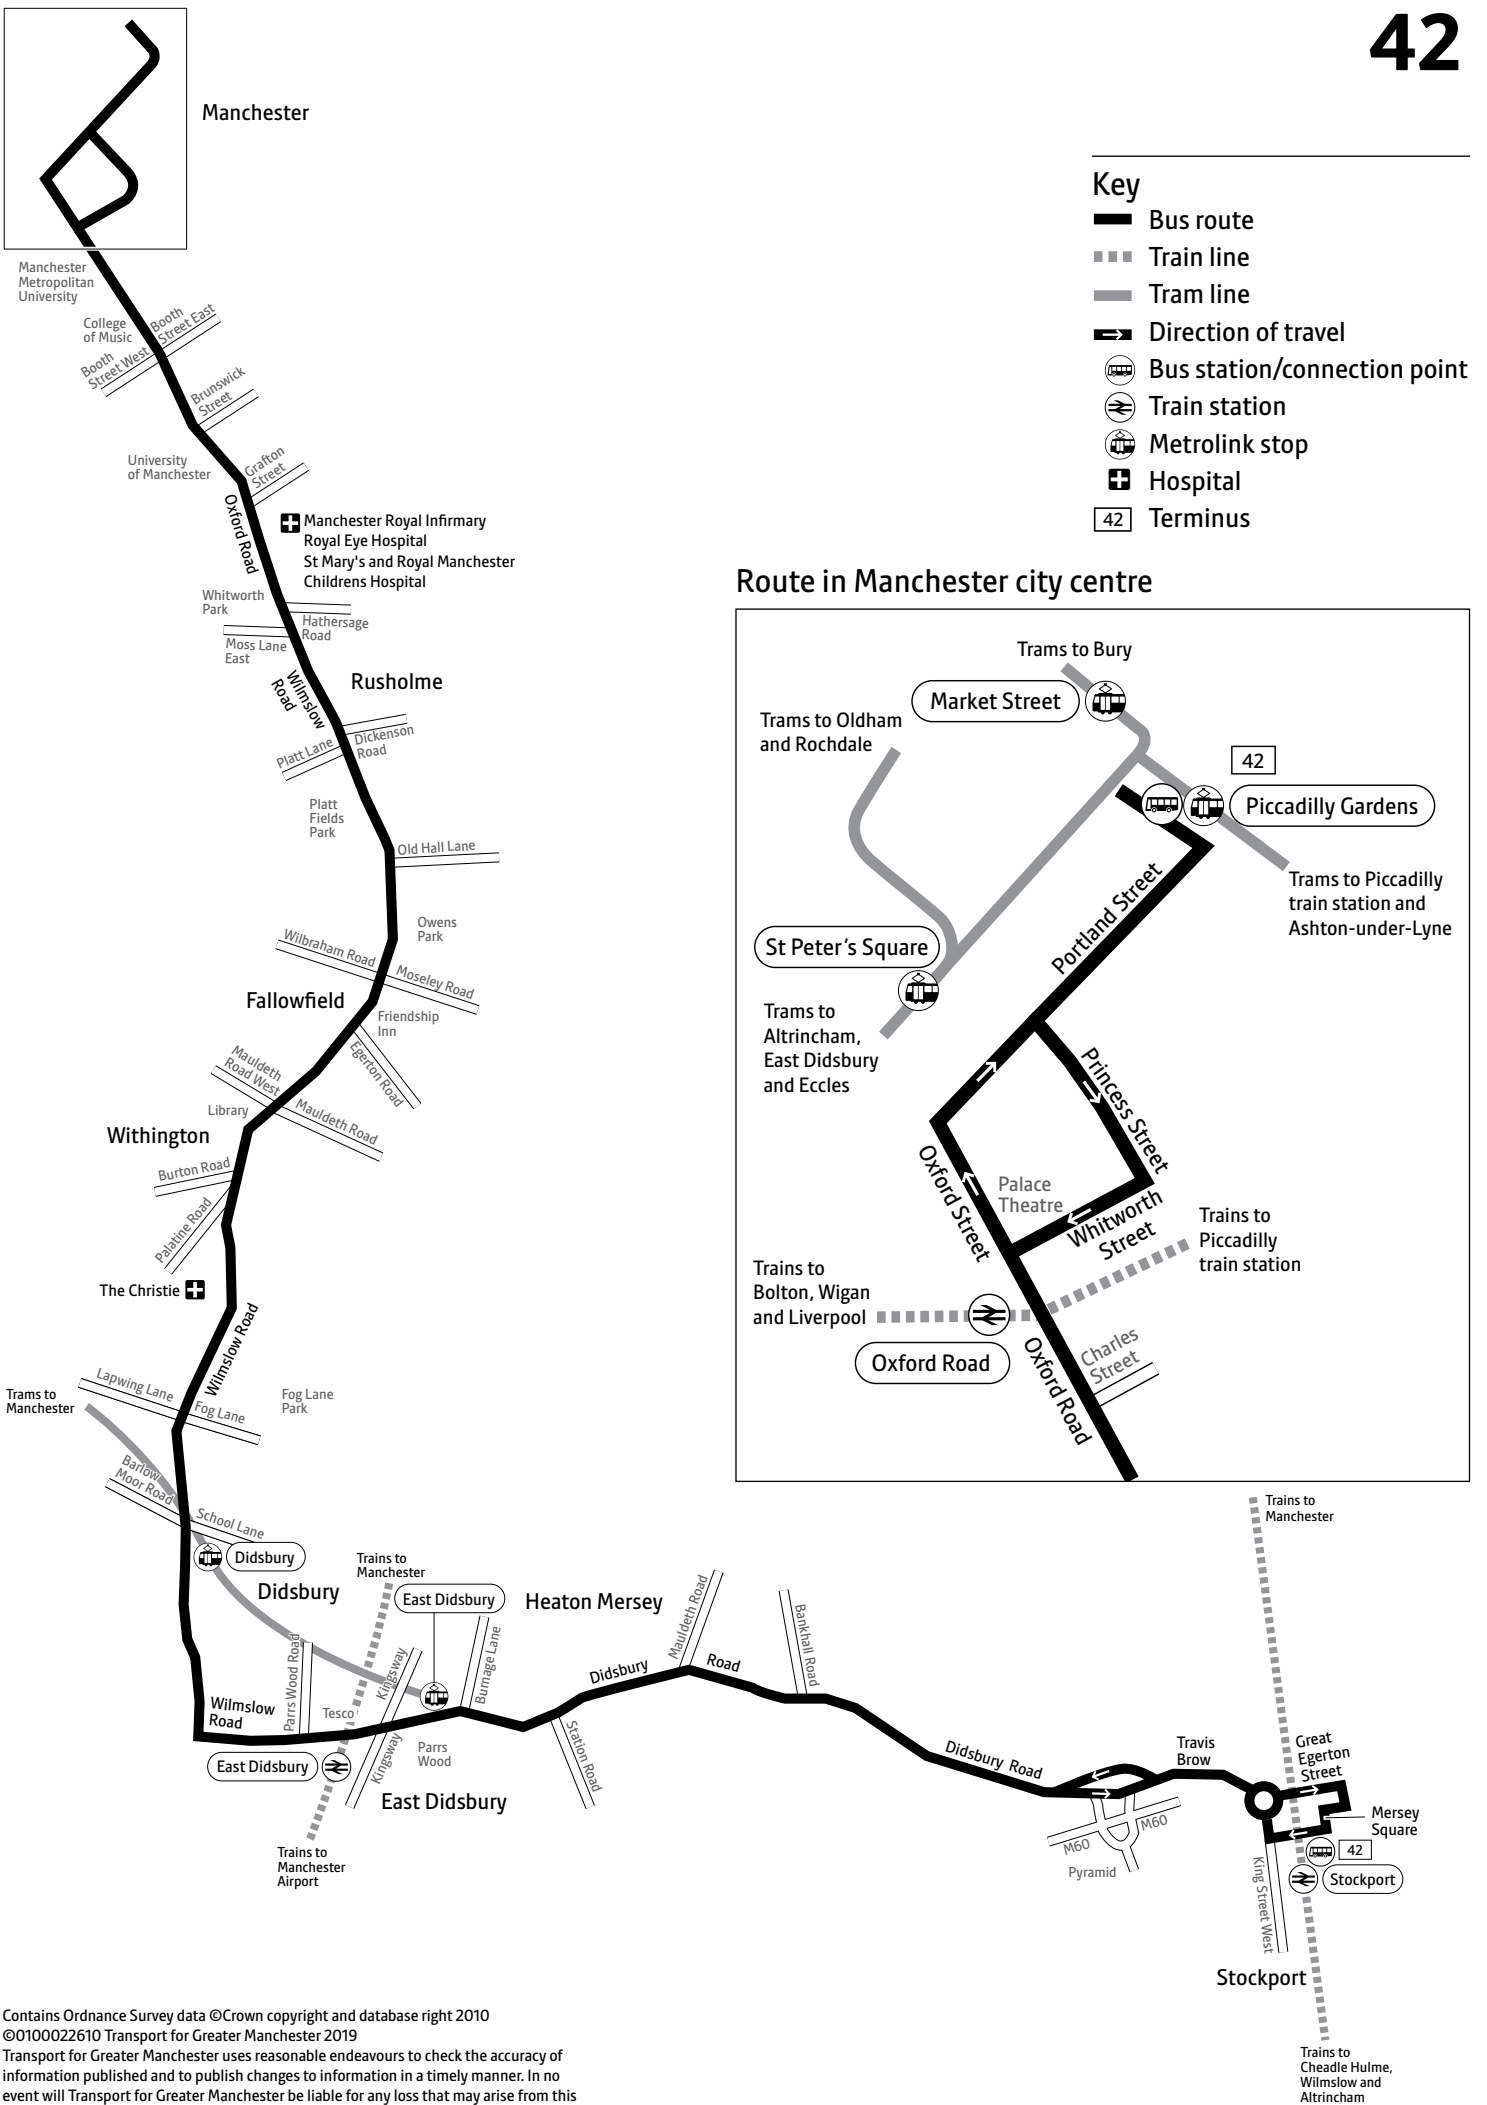 42
Manchester
Key
Bus route
Train line
Tram line
Direction of travel
Bus station/connection point
Train station
Metrolink stop
Hospital
42
Terminus
Manchester
Metropolitan
University
College
of Music
Booth
Street East
Booth
Street West
Brunswick
Street
University
of Manchester
Grafton
Street
Oxford Road
Manchester Royal Infirmary
Royal Eye Hospital
St Mary's and Royal Manchester
Childrens Hospital
Whitworth
Park
Hathersage
Road
Moss Lane
East
Wilmslow
Road
Rusholme
Dickenson
Road
Platt Lane
Platt
Fields
Park
Old Hall Lane
Owens
Park
Wilbraham Road
Moseley Road
Fallowfield
Friendship
Inn
Egerton Road
Mauldeth
Road West
Library
Mauldeth Road
Withington
Burton Road
Palatine Road
The Christie
Wilmslow Road
Lapwing Lane
Fog Lane
Fog Lane
Park
Trams to
Manchester
Barlow
Moor Road
School Lane
Didsbury
Didsbury
Trains to
Manchester
East Didsbury
Kingsway
Burnage Lane
Parrs Wood Road
Tesco
Wilmslow
Road
East Didsbury
Kingsway
Parrs
Wood
East Didsbury
Trains to
Manchester
Airport
Heaton Mersey
Station Road
Didsbury
Road
Mauldeth Road
Bankhall Road
Didsbury Road
M60
M60
Pyramid
Travis
Brow
Trains to
Manchester
Great
Egerton
Street
Mersey
Square
42
Stockport
King Street West
Stockport
Trains to
Cheadle Hulme,
Wilmslow and
Altrincham
Route in Manchester city centre
Trams to Bury
Market Street
Trams to Oldham
and Rochdale
42
Piccadilly Gardens
Trams to Piccadilly
train station and
Ashton-under-Lyne
Portland Street
St Peter’s Square
Trams to
Altrincham,
East Didsbury
and Eccles
Princess Street
Oxford Street
Palace
Theatre
Whitworth
Street
Trains to
Piccadilly
train station
Trains to
Bolton, Wigan
and Liverpool
Oxford Road
Oxford Road
Charles
Street
Contains Ordnance Survey data ©Crown copyright and database right 2010
©0100022610 Transport for Greater Manchester 2019
Transport for Greater Manchester uses reasonable endeavours to check the accuracy of
information published and to publish changes to information in a timely manner. In no
event will Transport for Greater Manchester be liable for any loss that may arise from this